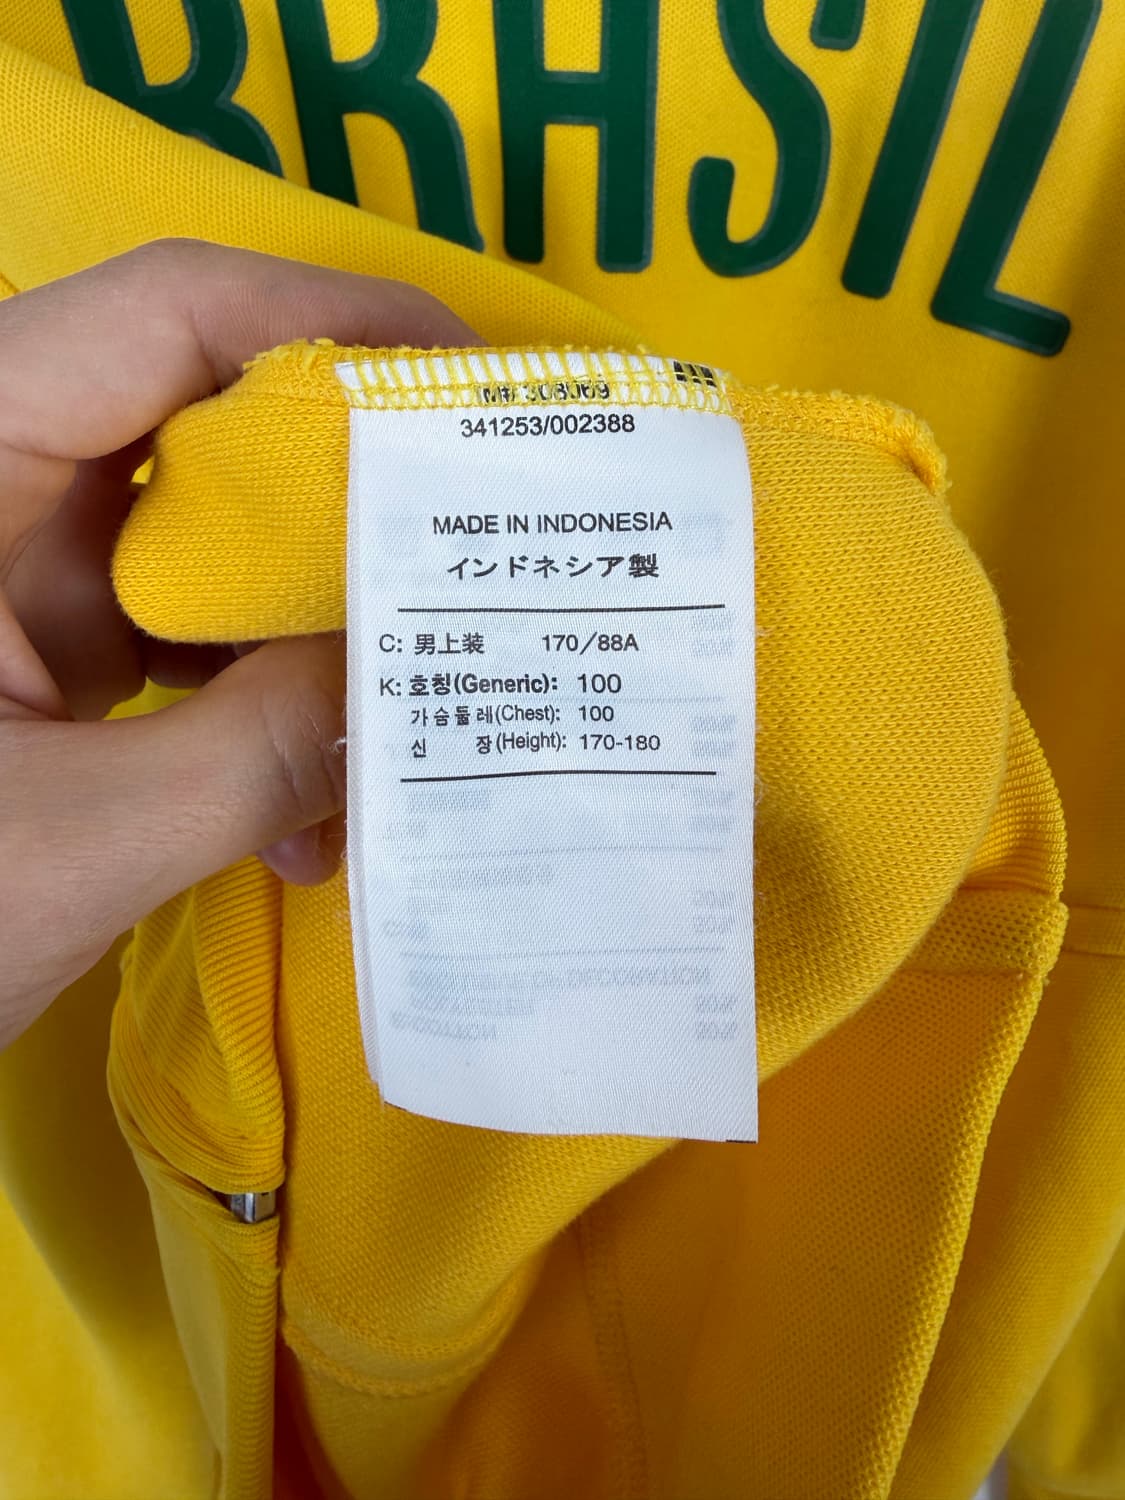 BRASIL
M# 308069
341253/002388
MADE IN INDONESIA
インドネシア製
C: 男上装 170/88A
K: 호칭(Generic): 100
가슴둘레(Chest): 100
신 장(Height): 170-180